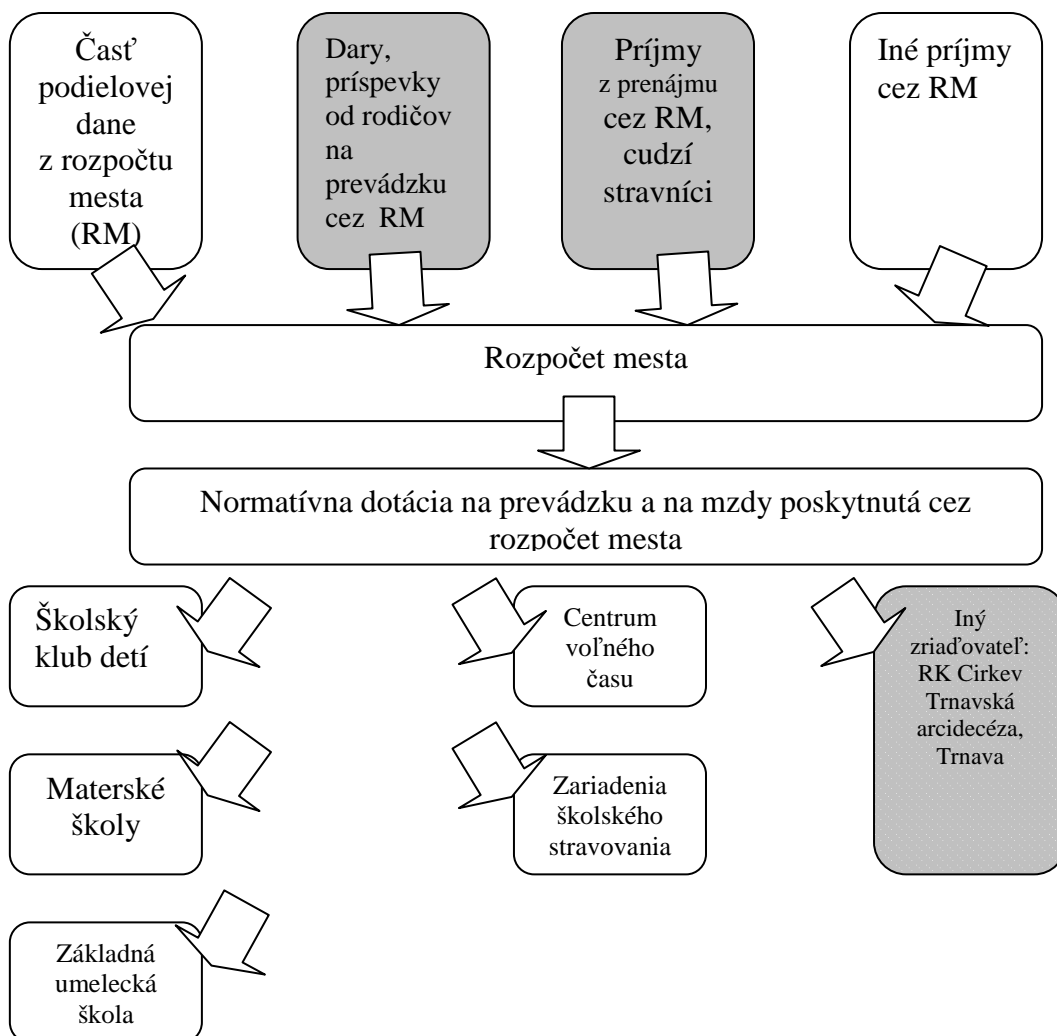 Časť
podielovej
dane
z rozpočtu
mesta
(RM)
Dary,
príspevky
od rodičov
na
prevádzku
cez RM
Príjmy
z prenájmu
cez RM,
cudzí
stravníci
Iné príjmy
cez RM
Rozpočet mesta
Normatívna dotácia na prevádzku a na mzdy poskytnutá cez
rozpočet mesta
Školský
klub detí
Centrum
voľného
času
Iný
zriaďovateľ:
RK Cirkev
Trnavská
arcidecéza,
Trnava
Materské
školy
Zariadenia
školského
stravovania
Základná
umelecká
škola